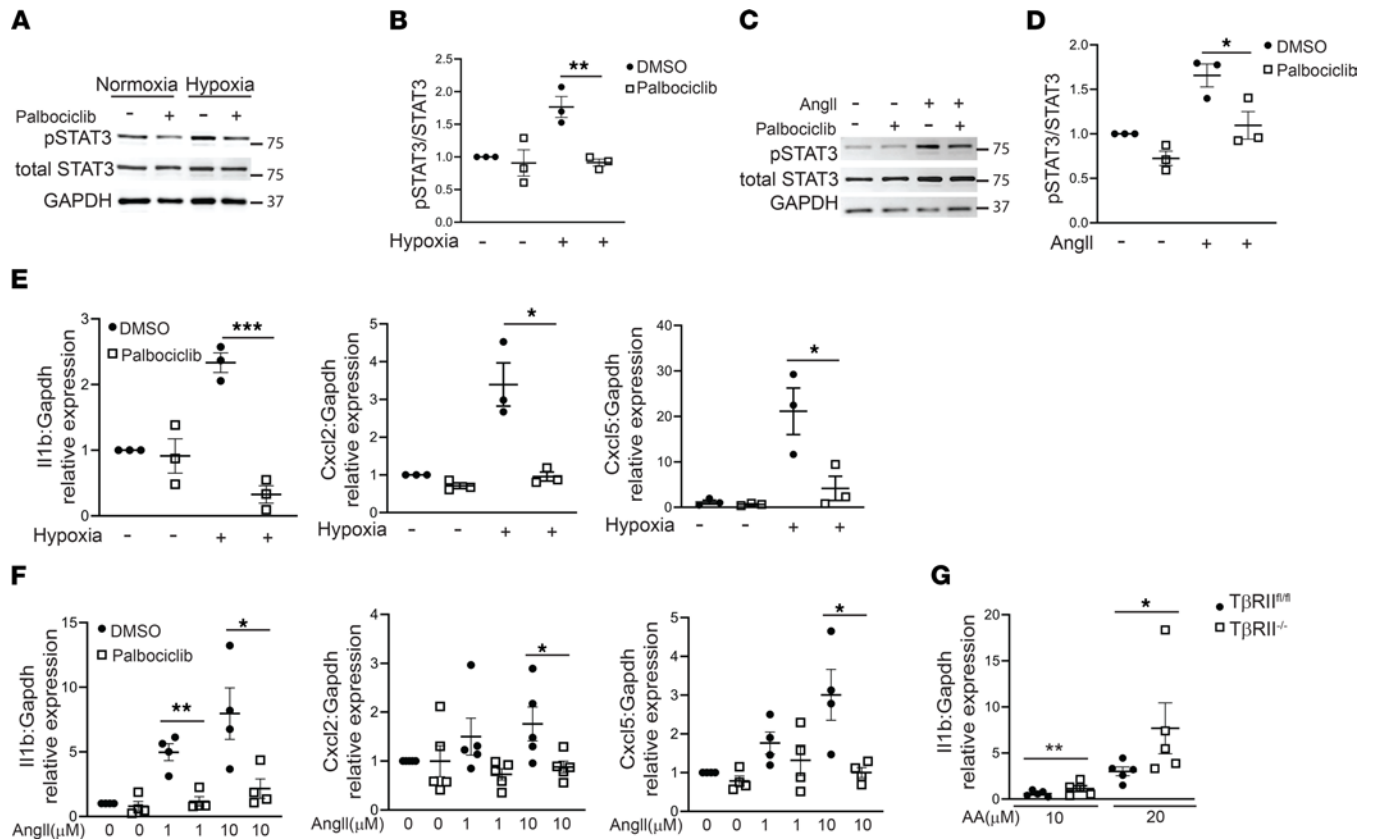 A
Normoxia Hypoxia
Palbociclib - + - +
pSTAT3
75
total STAT3
75
GAPDH
37
B
pSTAT3/STAT3
2.5
2.0
1.5
1.0
0.5
0.0
**
DMSO
Palbociclib
Hypoxia - - + +
C
AngII - - + +
Palbociclib - + - +
pSTAT3
75
total STAT3
75
GAPDH
37
D
pSTAT3/STAT3
2.0
1.5
1.0
0.5
0.0
*
DMSO
Palbociclib
AngII - - + +
E
Il1b:Gapdh
relative expression
3
2
1
0
DMSO
Palbociclib
***
Hypoxia - - + +
Cxcl2:Gapdh
relative expression
5
4
3
2
1
0
*
Hypoxia - - + +
Cxcl5:Gapdh
relative expression
40
30
20
10
0
*
Hypoxia - - + +
F
Il1b:Gapdh
relative expression
15
10
5
0
DMSO
Palbociclib
**
*
AngII(μM) 0 0 1 1 10 10
Cxcl2:Gapdh
relative expression
4
3
2
1
0
*
AngII(μM) 0 0 1 1 10 10
Cxcl5:Gapdh
relative expression
5
4
3
2
1
0
*
AngII(μM) 0 0 1 1 10 10
G
Il1b:Gapdh
relative expression
20
15
10
5
0
**
*
TβRII^fl/fl
TβRII^-/-
AA(μM) 10 20